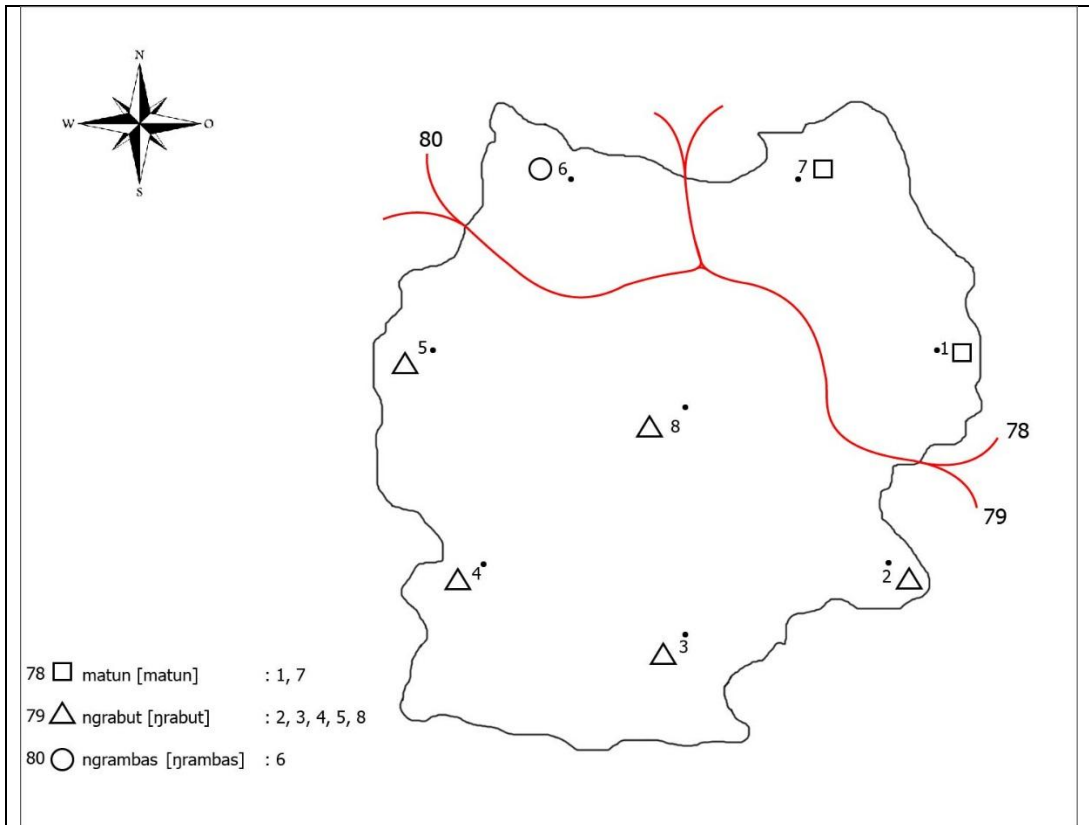 N
W
O
S
80
6
7
5
1
8
78
79
4
2
3
78 matun [matun] : 1, 7
79 ngrabut [ŋrabut] : 2, 3, 4, 5, 8
80 ngrambas [ŋrambas] : 6